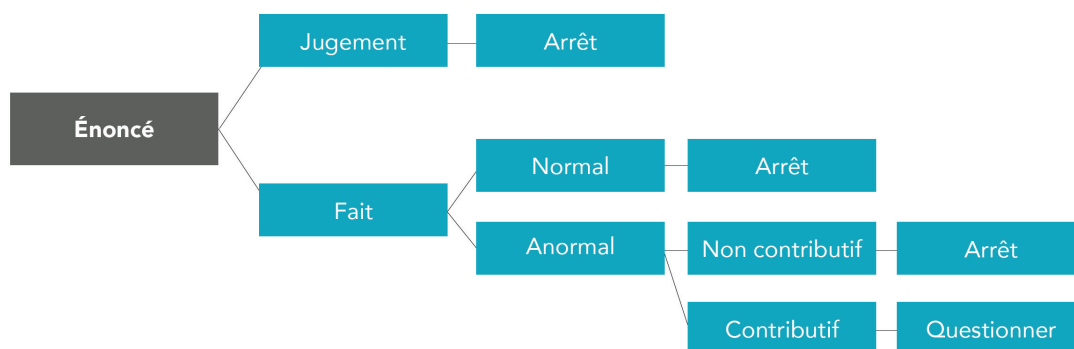 Jugement
Arrêt
Énoncé
Normal
Arrêt
Fait
Anormal
Non contributif
Arrêt
Contributif
Questionner